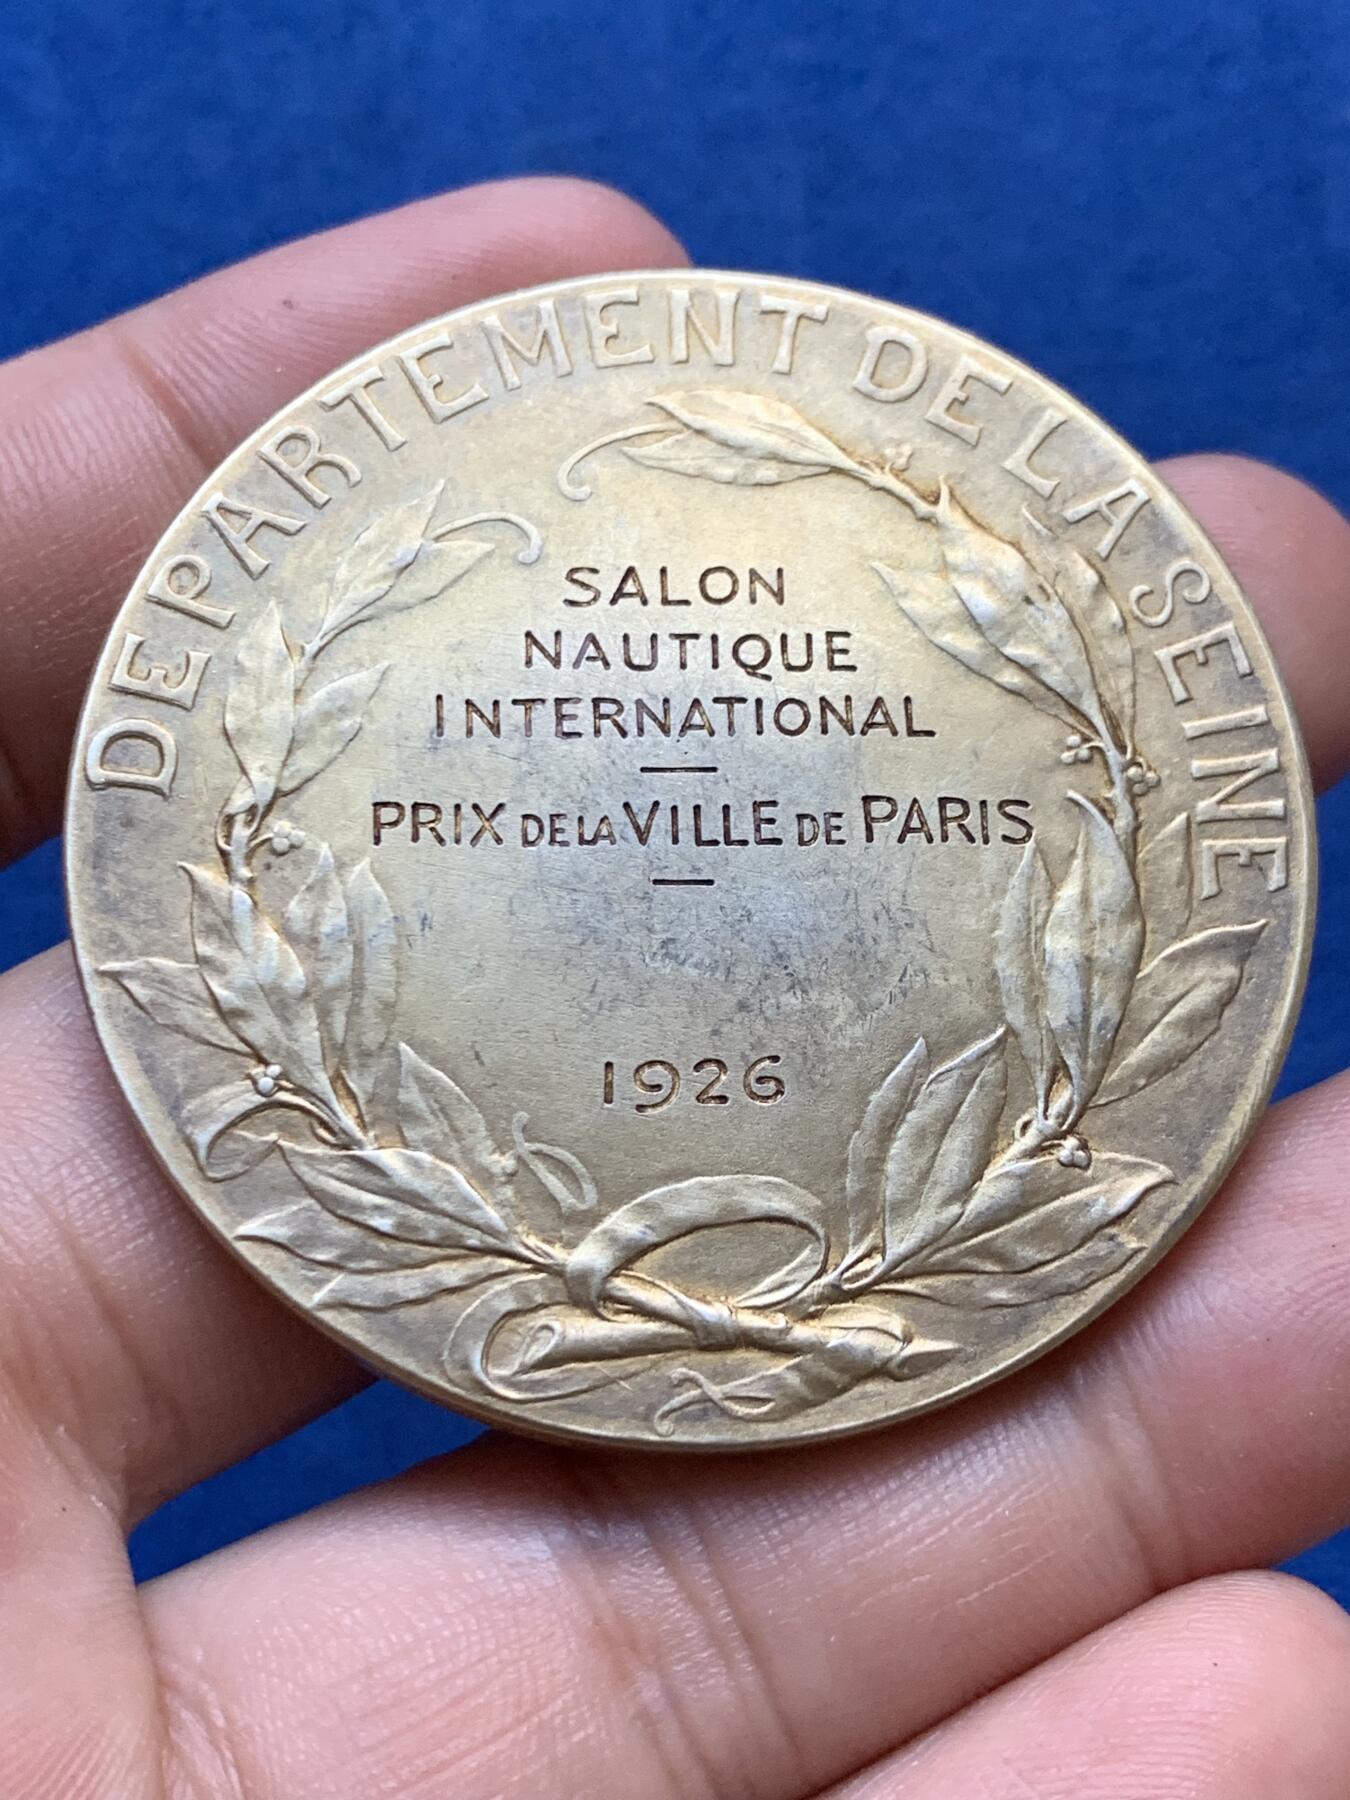 DEPARTEMENT DE LA SEINE
SALON
NAUTIQUE
INTERNATIONAL
PRIX DE LA VILLE DE PARIS
1926